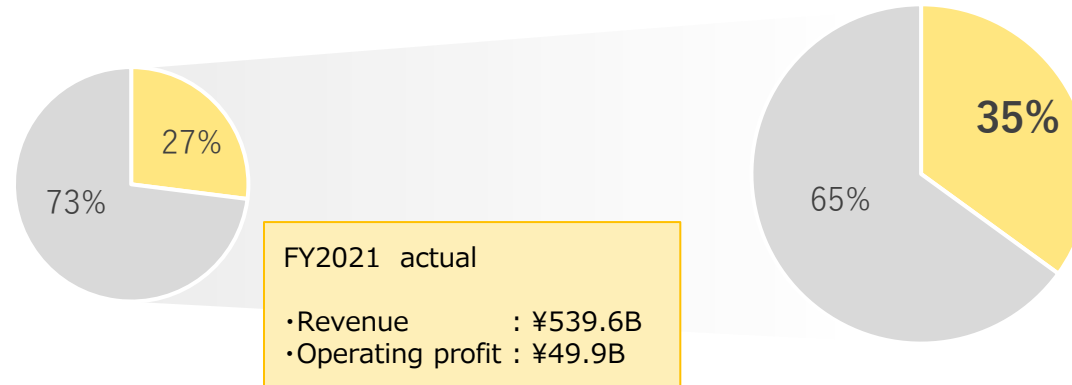 27%
73%
35%
65%
FY2021 actual
・Revenue : ¥539.6B
・Operating profit : ¥49.9B